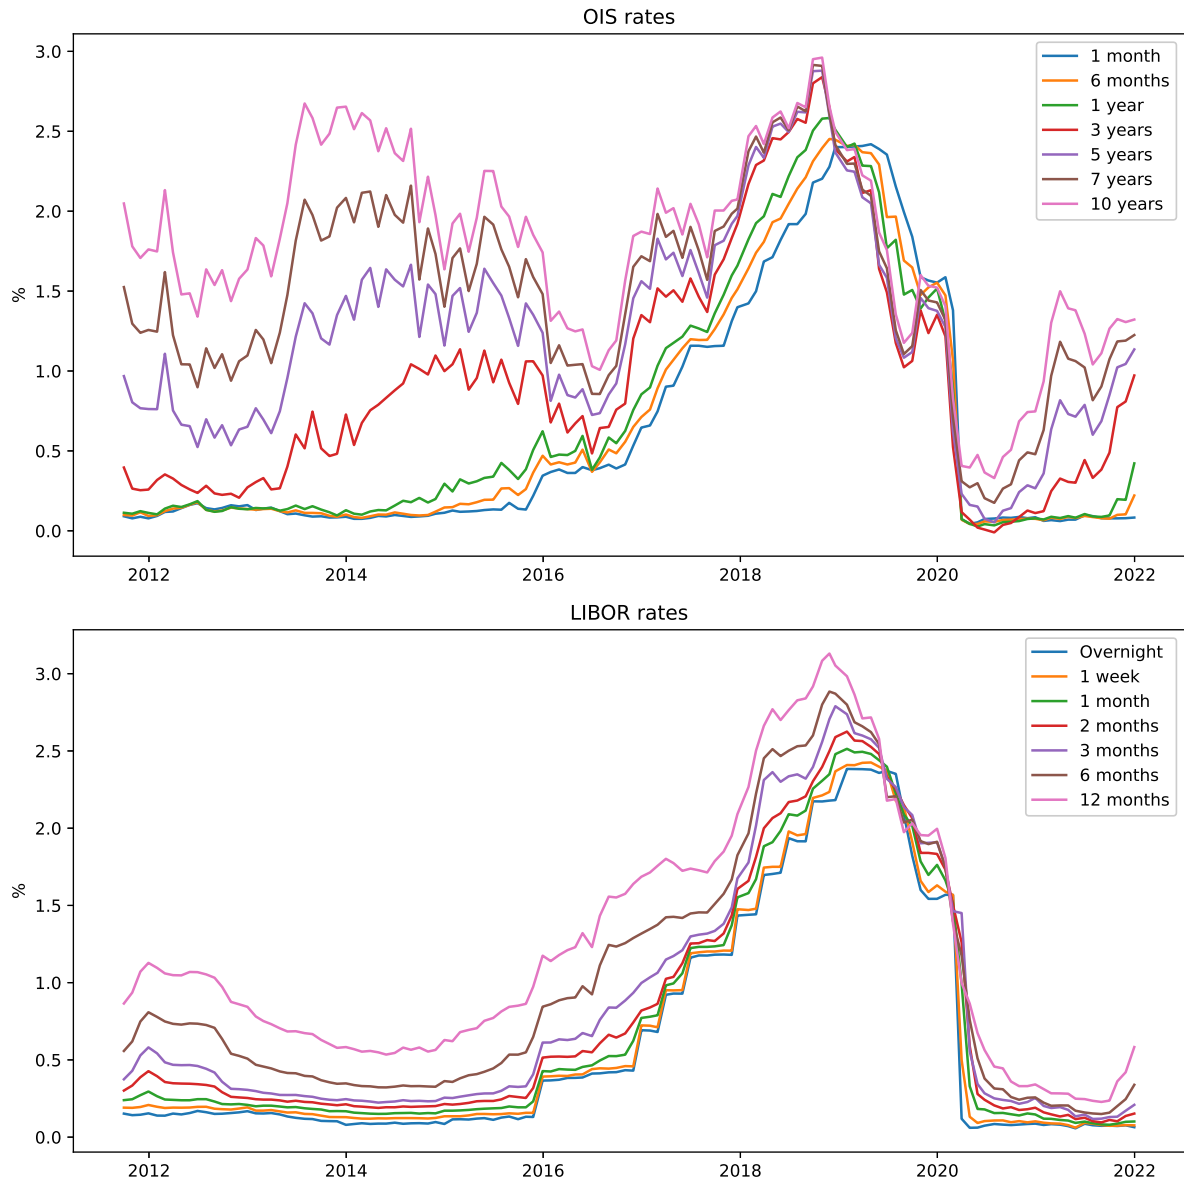 OIS rates
3.0
2.5
2.0
1.5
1.0
0.5
0.0
%
1 month
6 months
1 year
3 years
5 years
7 years
10 years
2012 2014 2016 2018 2020 2022
LIBOR rates
3.0
2.5
2.0
1.5
1.0
0.5
0.0
%
Overnight
1 week
1 month
2 months
3 months
6 months
12 months
2012 2014 2016 2018 2020 2022